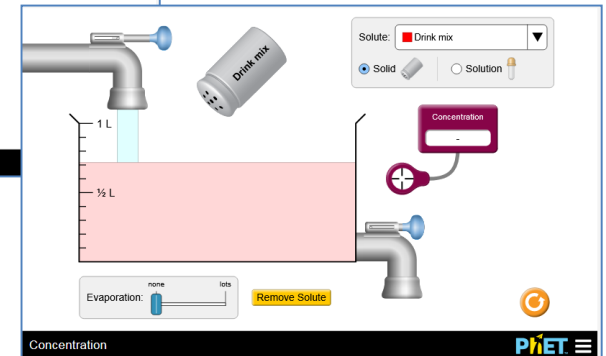 Solute: Drink mix
Solid
Solution
Drink mix
Concentration
-
1 L
½ L
none
lots
Evaporation:
Remove Solute
Concentration
PhET